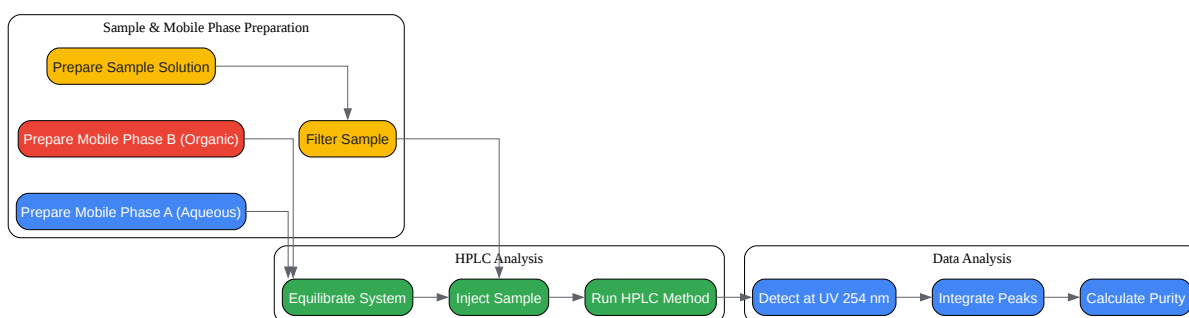 Sample & Mobile Phase Preparation
Prepare Sample Solution
Prepare Mobile Phase B (Organic)
Filter Sample
Prepare Mobile Phase A (Aqueous)
HPLC Analysis
Equilibrate System
Inject Sample
Run HPLC Method
Data Analysis
Detect at UV 254 nm
Integrate Peaks
Calculate Purity